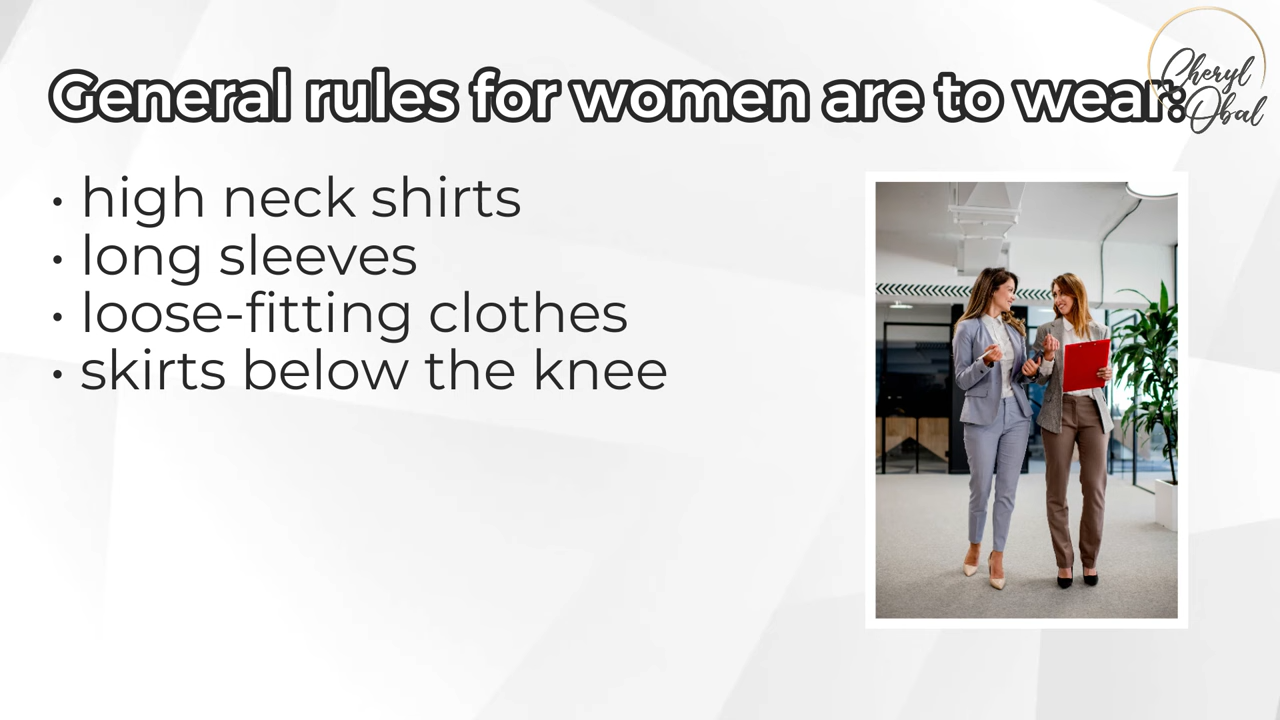 General rules for women are to wear:
Cheryl
Obal
• high neck shirts
• long sleeves
• loose-fitting clothes
• skirts below the knee